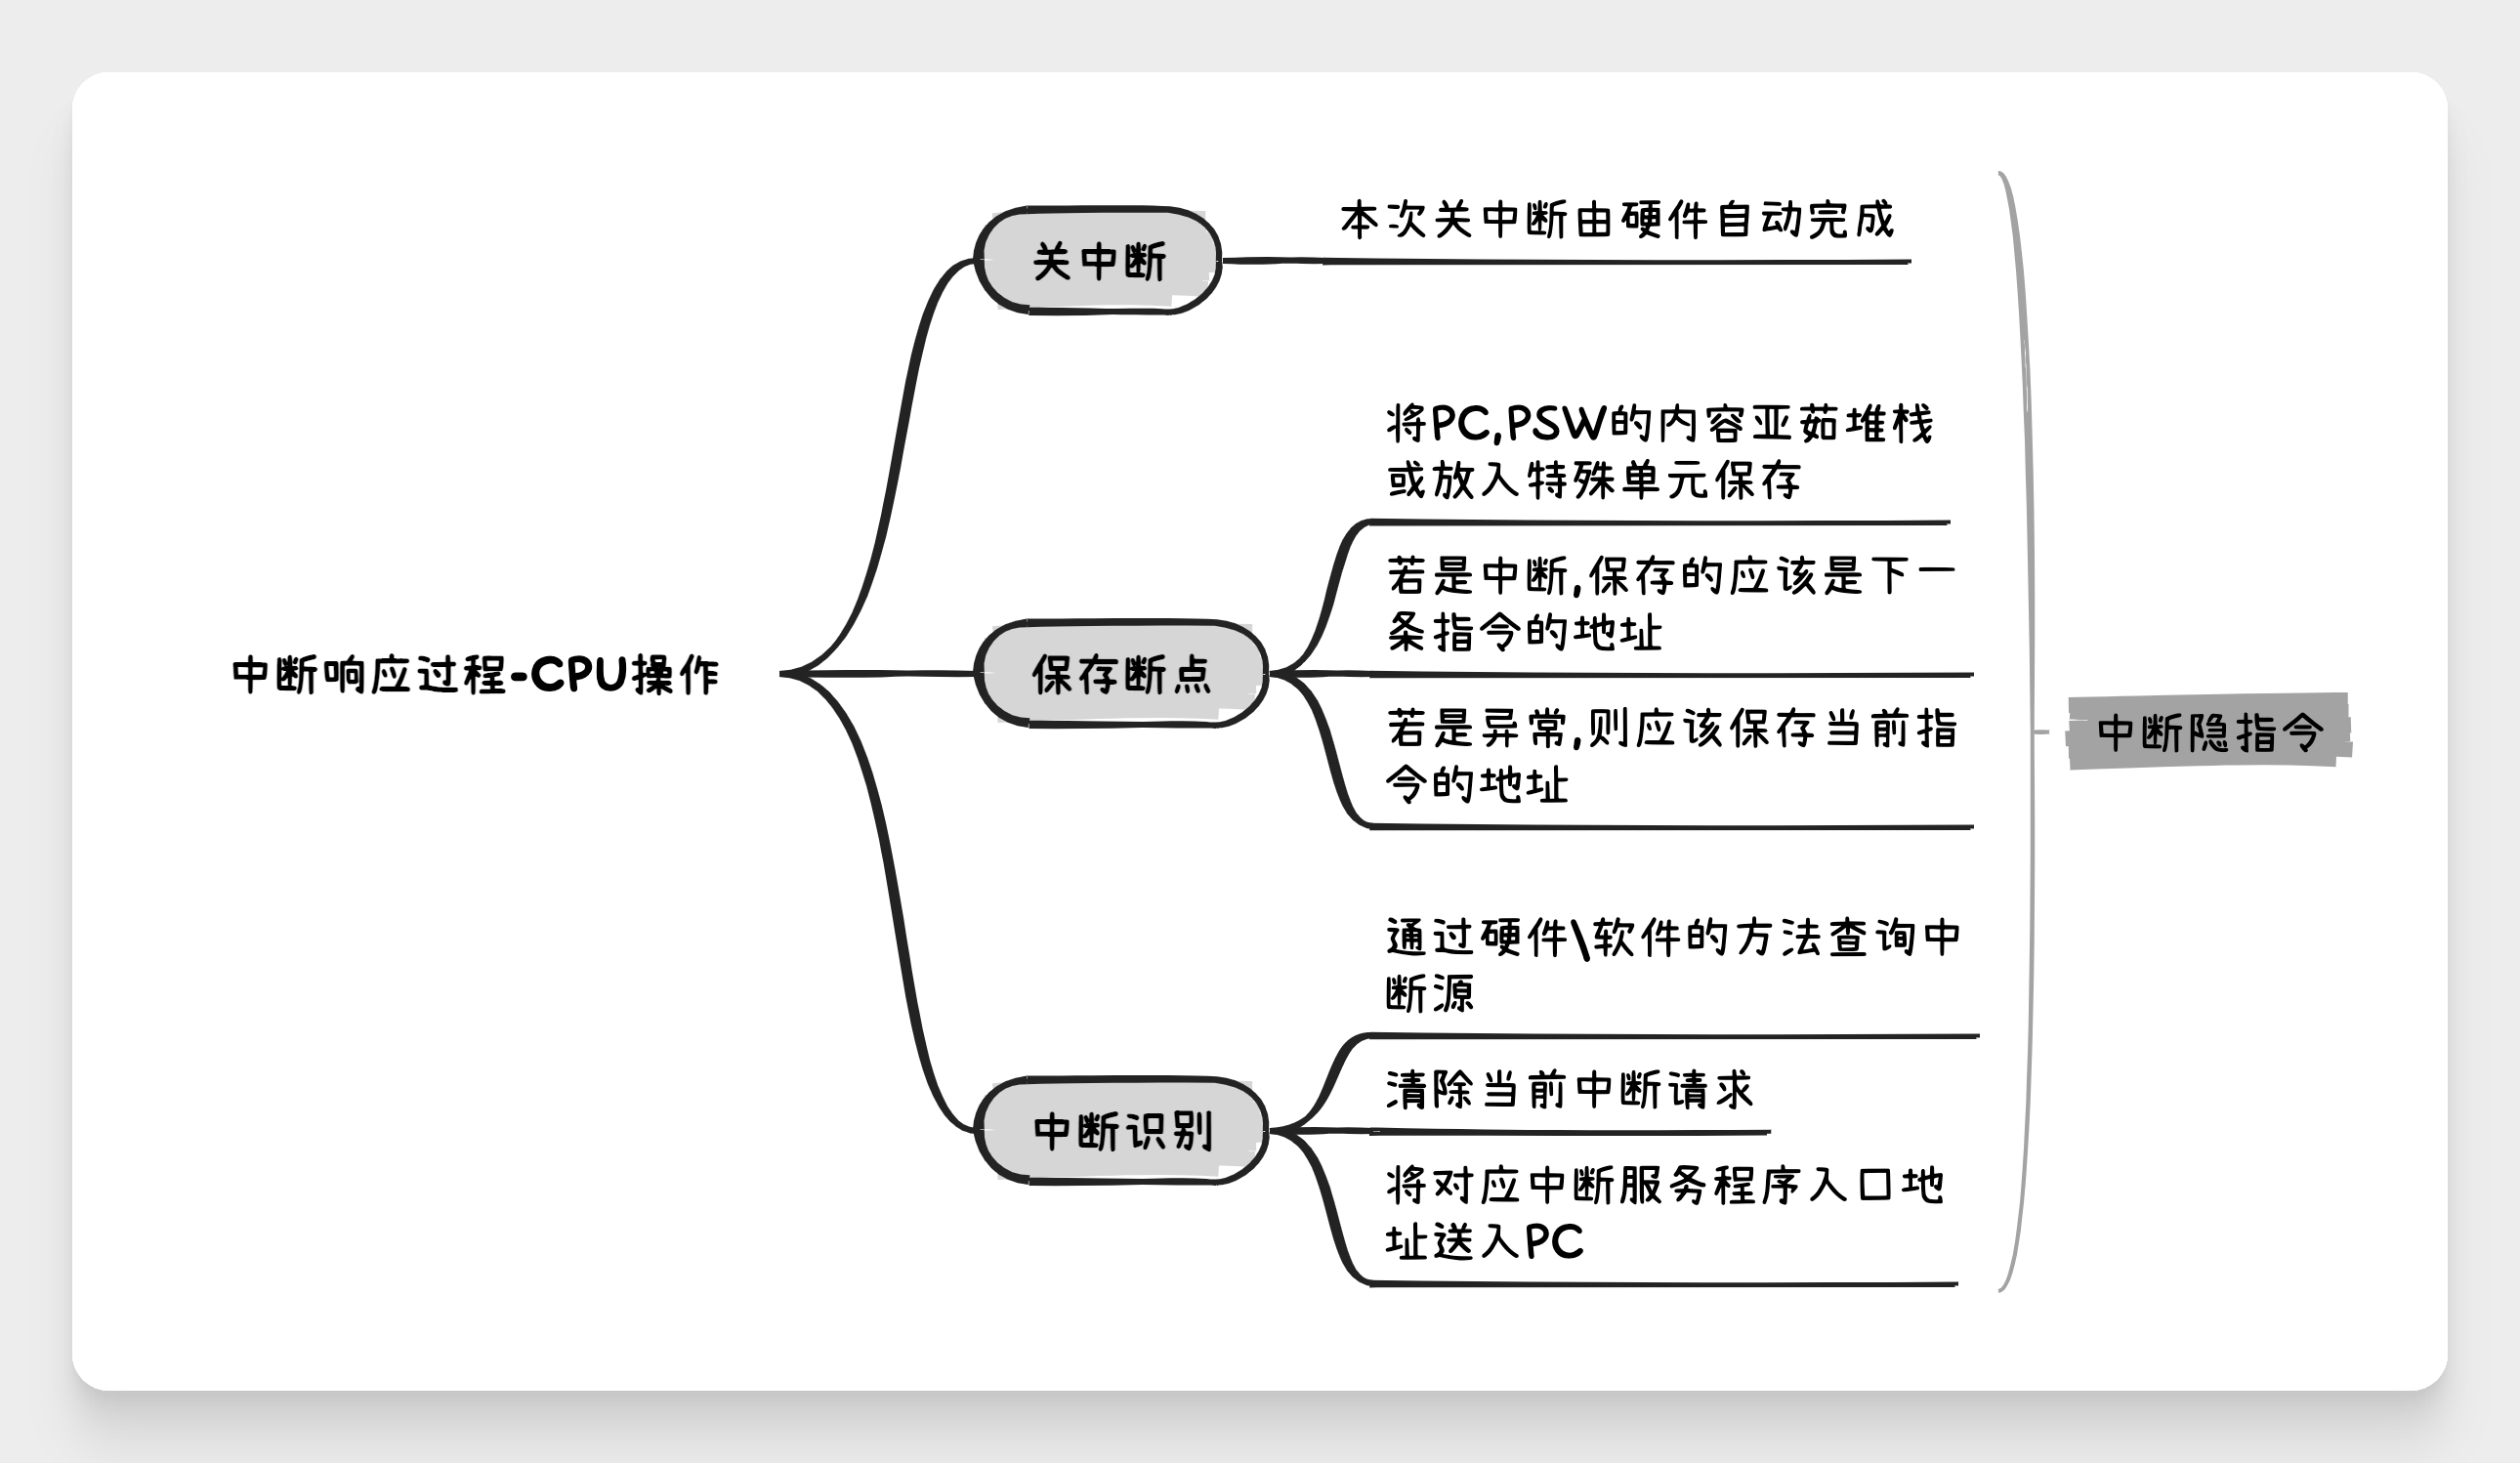 中断响应过程-CPU操作
关中断
本次关中断由硬件自动完成
保存断点
将PC,PSW的内容亚茹堆栈
或放入特殊单元保存
若是中断,保存的应该是下一
条指令的地址
若是异常,则应该保存当前指
令的地址
中断识别
通过硬件\软件的方法查询中
断源
清除当前中断请求
将对应中断服务程序入口地
址送入PC
中断隐指令